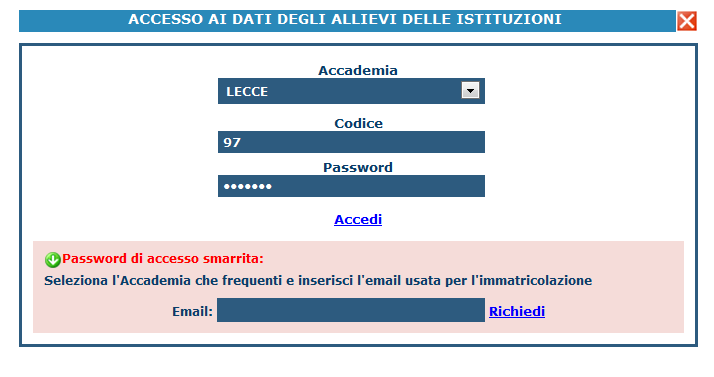 ACCESSO AI DATI DEGLI ALLIEVI DELLE ISTITUZIONI
Accademia
LECCE
Codice
97
Password
•••••••
Accedi
Password di accesso smarrita:
Seleziona l'Accademia che frequenti e inserisci l'email usata per l'immatricolazione
Email: Richiedi